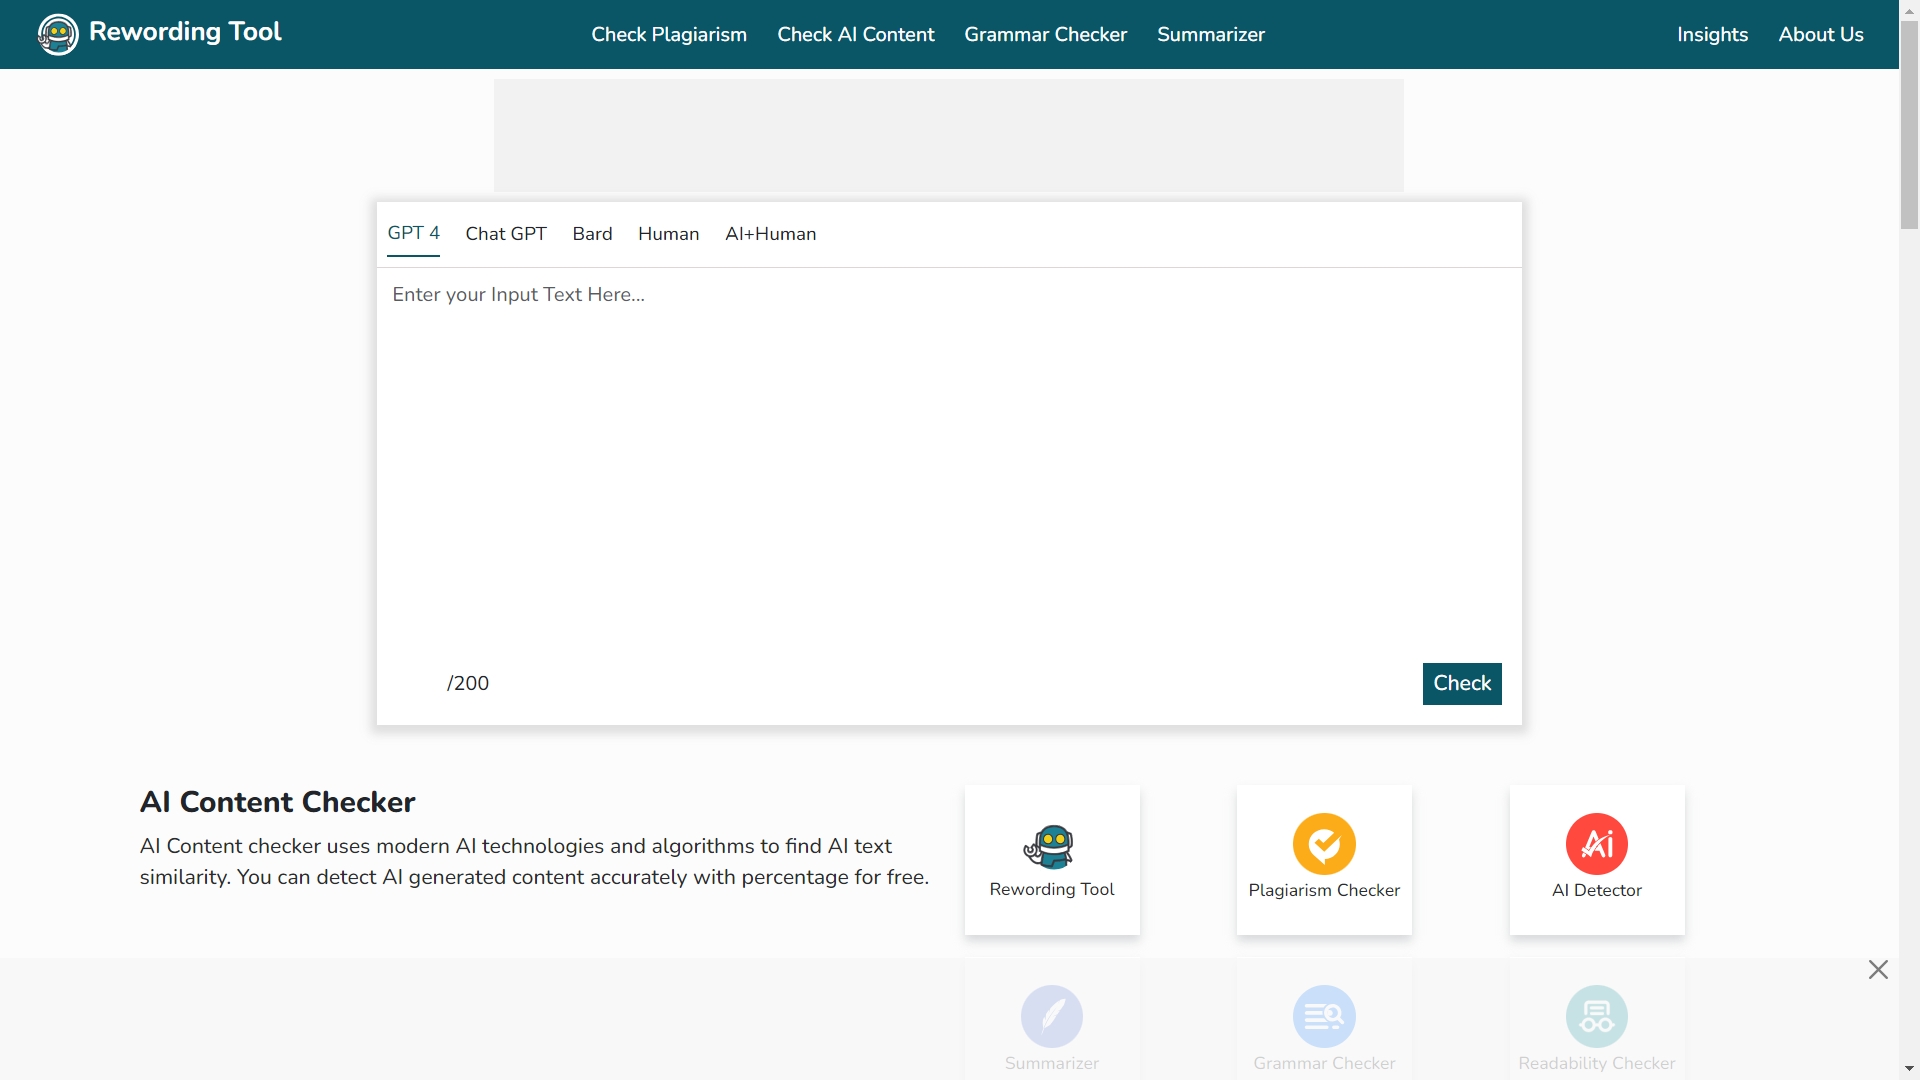 Rewording Tool
Check Plagiarism
Check AI Content
Grammar Checker
Summarizer
Insights
About Us
GPT 4
Chat GPT
Bard
Human
AI+Human
Enter your Input Text Here...
/200
Check
AI Content Checker
AI Content checker uses modern AI technologies and algorithms to find AI text
similarity. You can detect AI generated content accurately with percentage for free.
Rewording Tool
Plagiarism Checker
Ai
AI Detector
Summarizer
Grammar Checker
Readability Checker